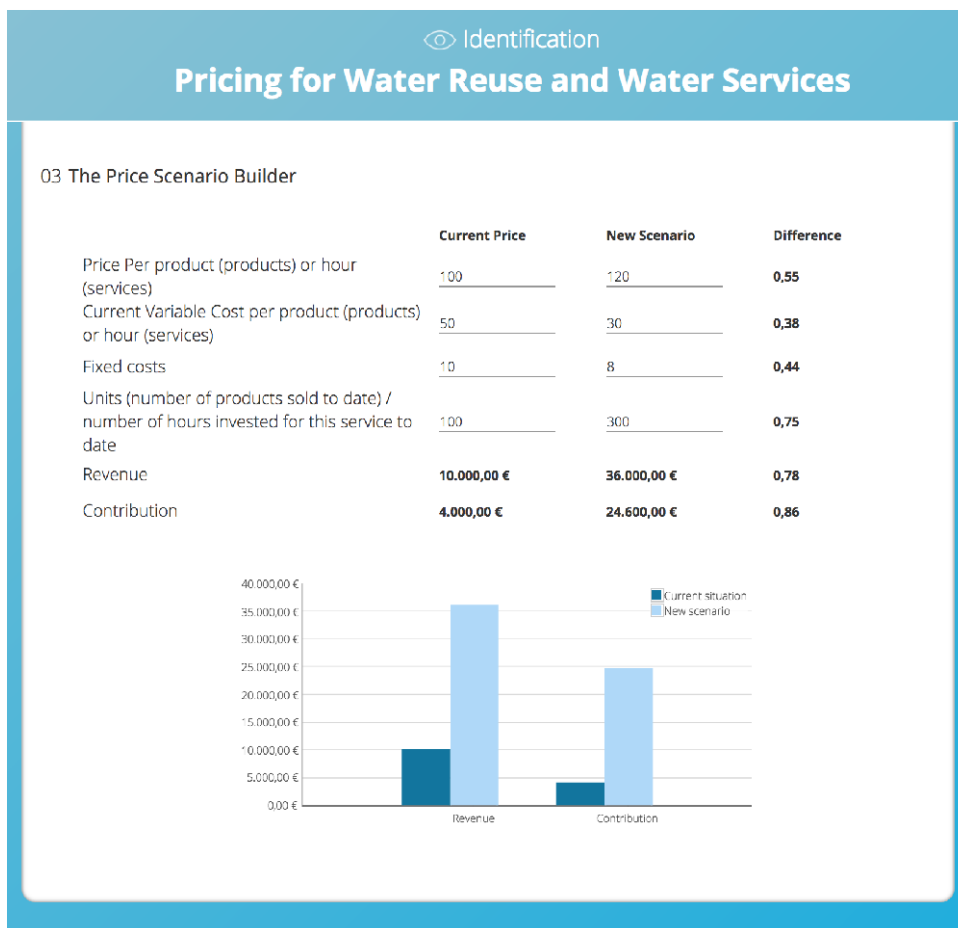 Identification
Pricing for Water Reuse and Water Services
03 The Price Scenario Builder
Current Price New Scenario Difference
Price Per product (products) or hour
(services)
100 120 0,55
Current Variable Cost per product (products)
or hour (services)
50 30 0,38
Fixed costs 10 8 0,44
Units (number of products sold to date) /
number of hours invested for this service to
date
100 300 0,75
Revenue 10.000,00 € 36.000,00 € 0,78
Contribution 4.000,00 € 24.600,00 € 0,86
40.000,00 €
35.000,00 €
30.000,00 €
25.000,00 €
20.000,00 €
15.000,00 €
10.000,00 €
5.000,00 €
0,00 €
Current situation
New scenario
Revenue Contribution